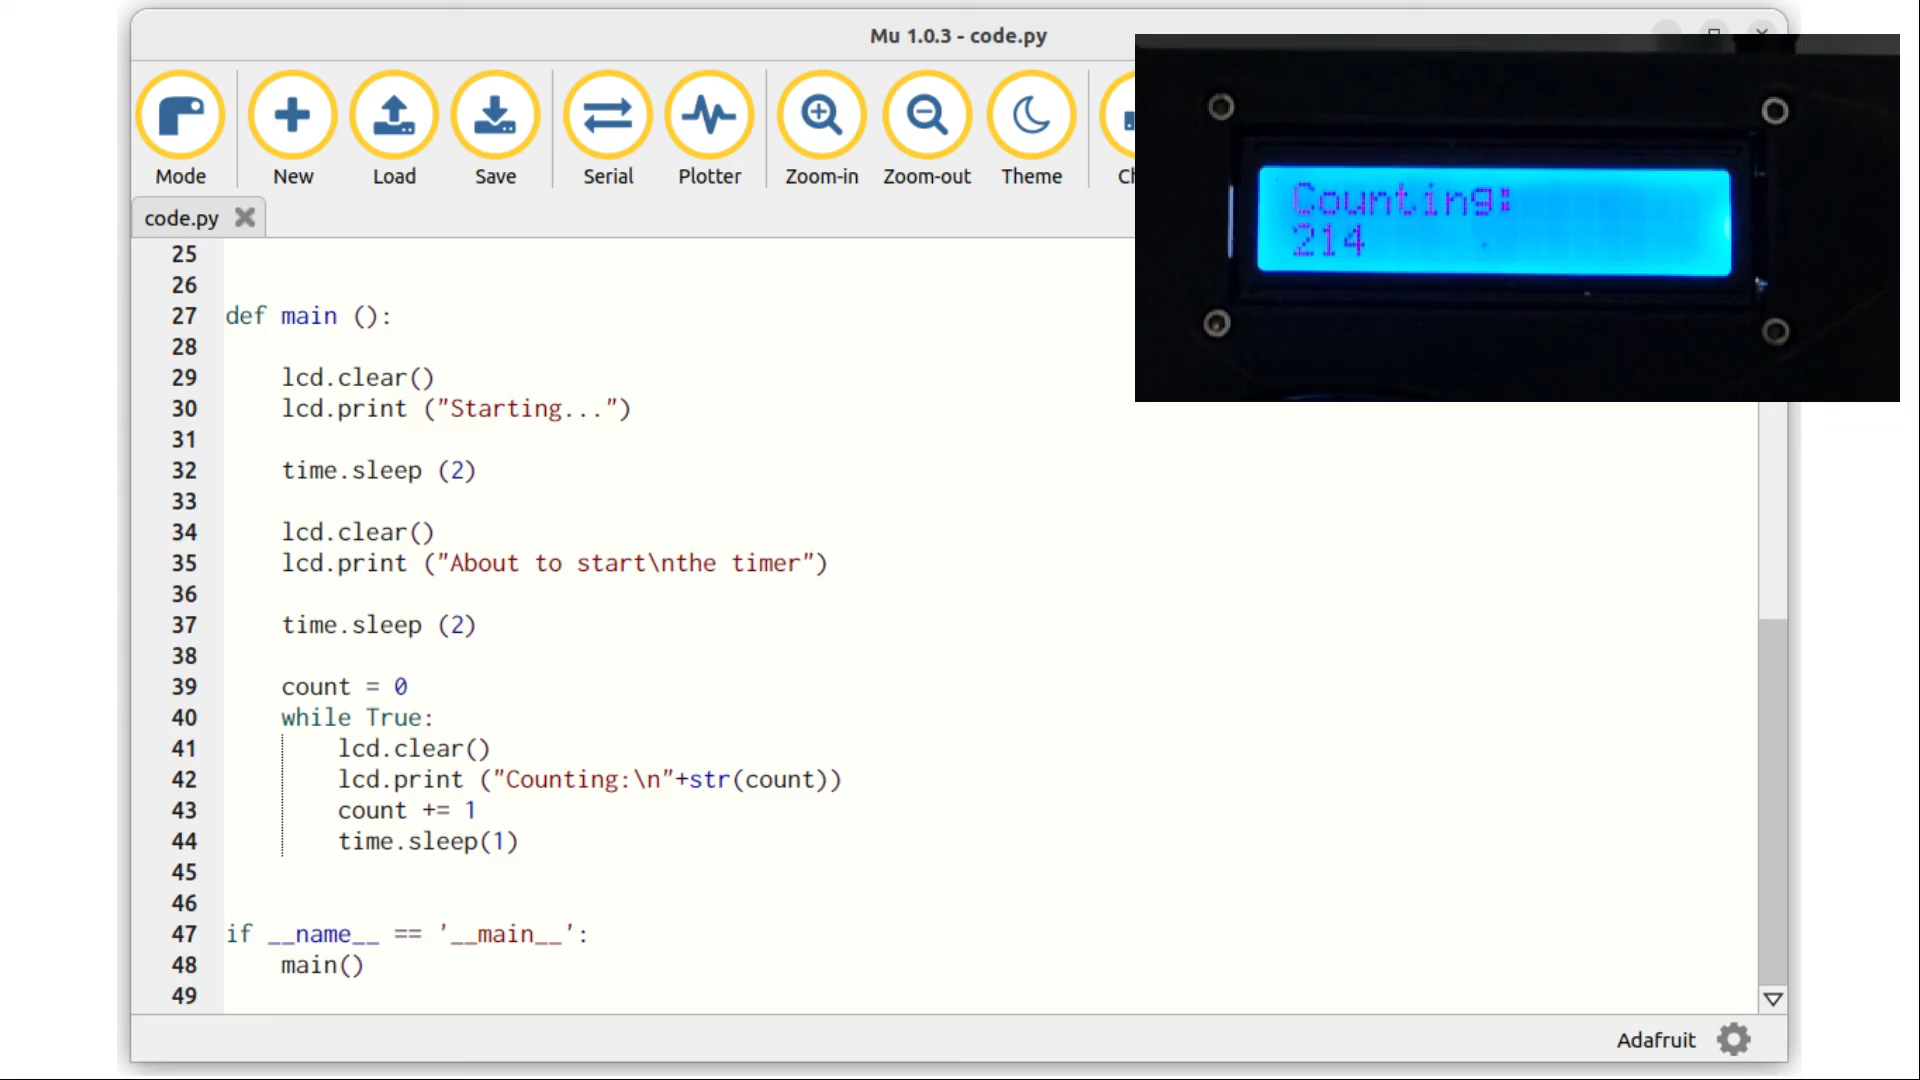 Mu 1.0.3 - code.py
Mode New Load Save Serial Plotter Zoom-in Zoom-out Theme
code.py
25
26
27 def main ():
28
29 lcd.clear()
30 lcd.print ("Starting...")
31
32 time.sleep (2)
33
34 lcd.clear()
35 lcd.print ("About to start\nthe timer")
36
37 time.sleep (2)
38
39 count = 0
40 while True:
41 lcd.clear()
42 lcd.print ("Counting:\n"+str(count))
43 count += 1
44 time.sleep(1)
45
46
47 if __name__ == '__main__':
48 main()
49
Adafruit
Counting:
214